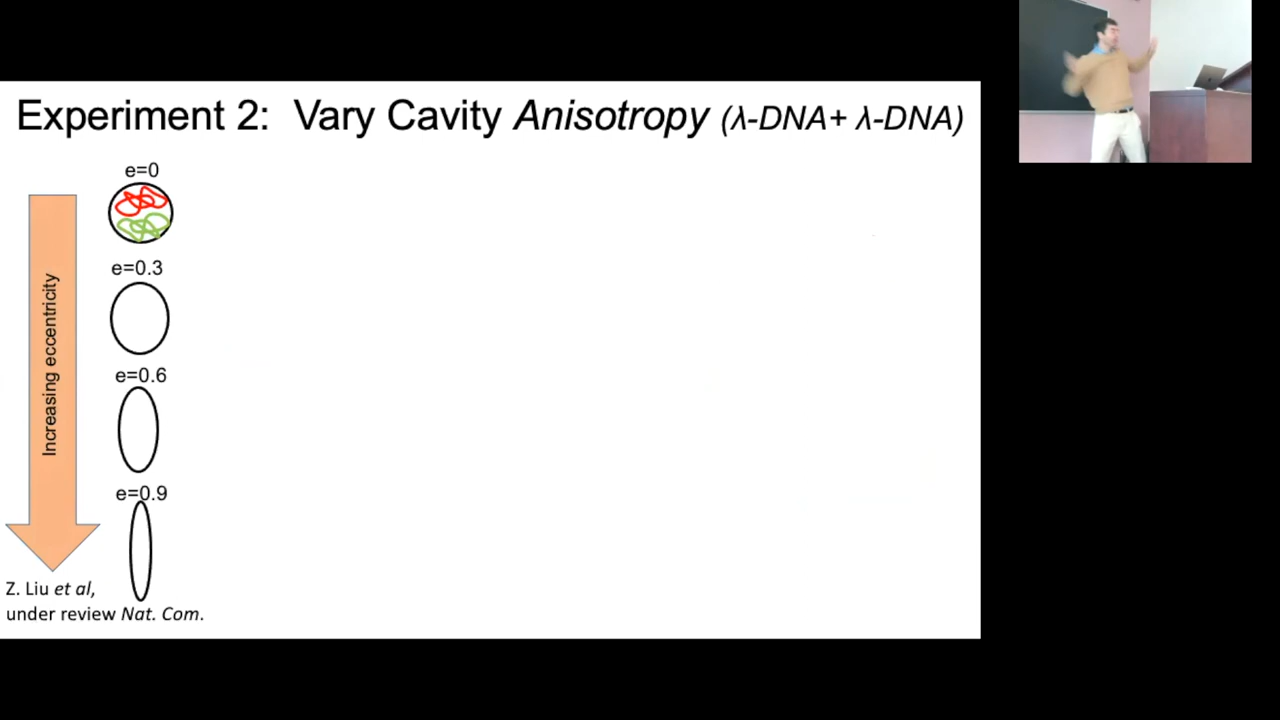 Experiment 2: Vary Cavity Anisotropy (λ-DNA+ λ-DNA)
e=0
e=0.3
e=0.6
e=0.9
Increasing eccentricity
Z. Liu et al,
under review Nat. Com.